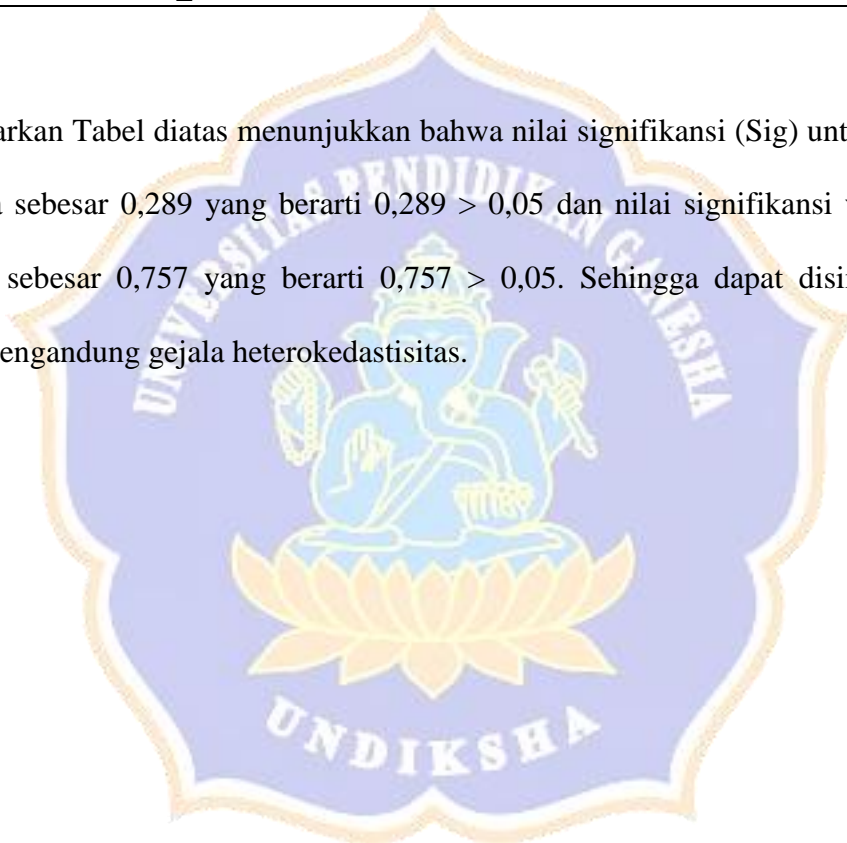 arkan Tabel diatas menunjukkan bahwa nilai signifikansi (Sig) unt
sebesar 0,289 yang berarti 0,289 > 0,05 dan nilai signifikansi
sebesar 0,757 yang berarti 0,757 > 0,05. Sehingga dapat disi
engandung gejala heterokedastisitas.
UNIVERSITAS PENDIDIKAN GANESHA
UNDIKSHA